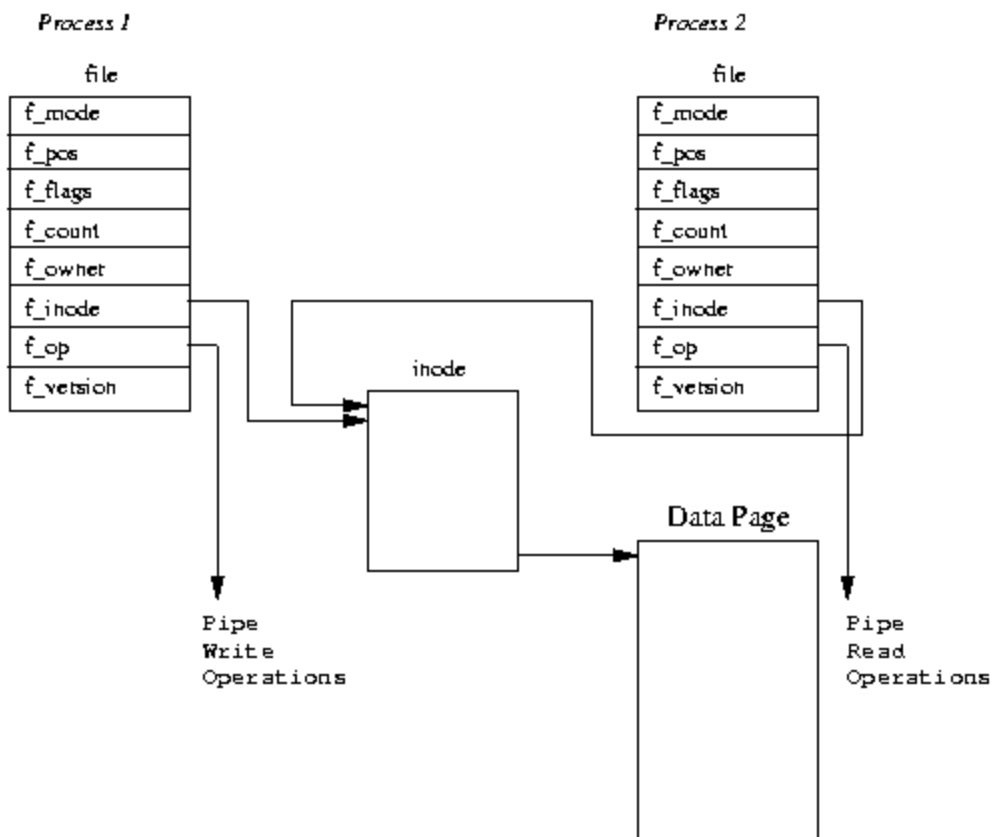 Process 1
Process 2
file
f_mode
f_pos
f_flags
f_count
f_owner
f_inode
f_op
f_version
file
f_mode
f_pos
f_flags
f_count
f_owner
f_inode
f_op
f_version
inode
Data Page
Pipe
Write
Operations
Pipe
Read
Operations